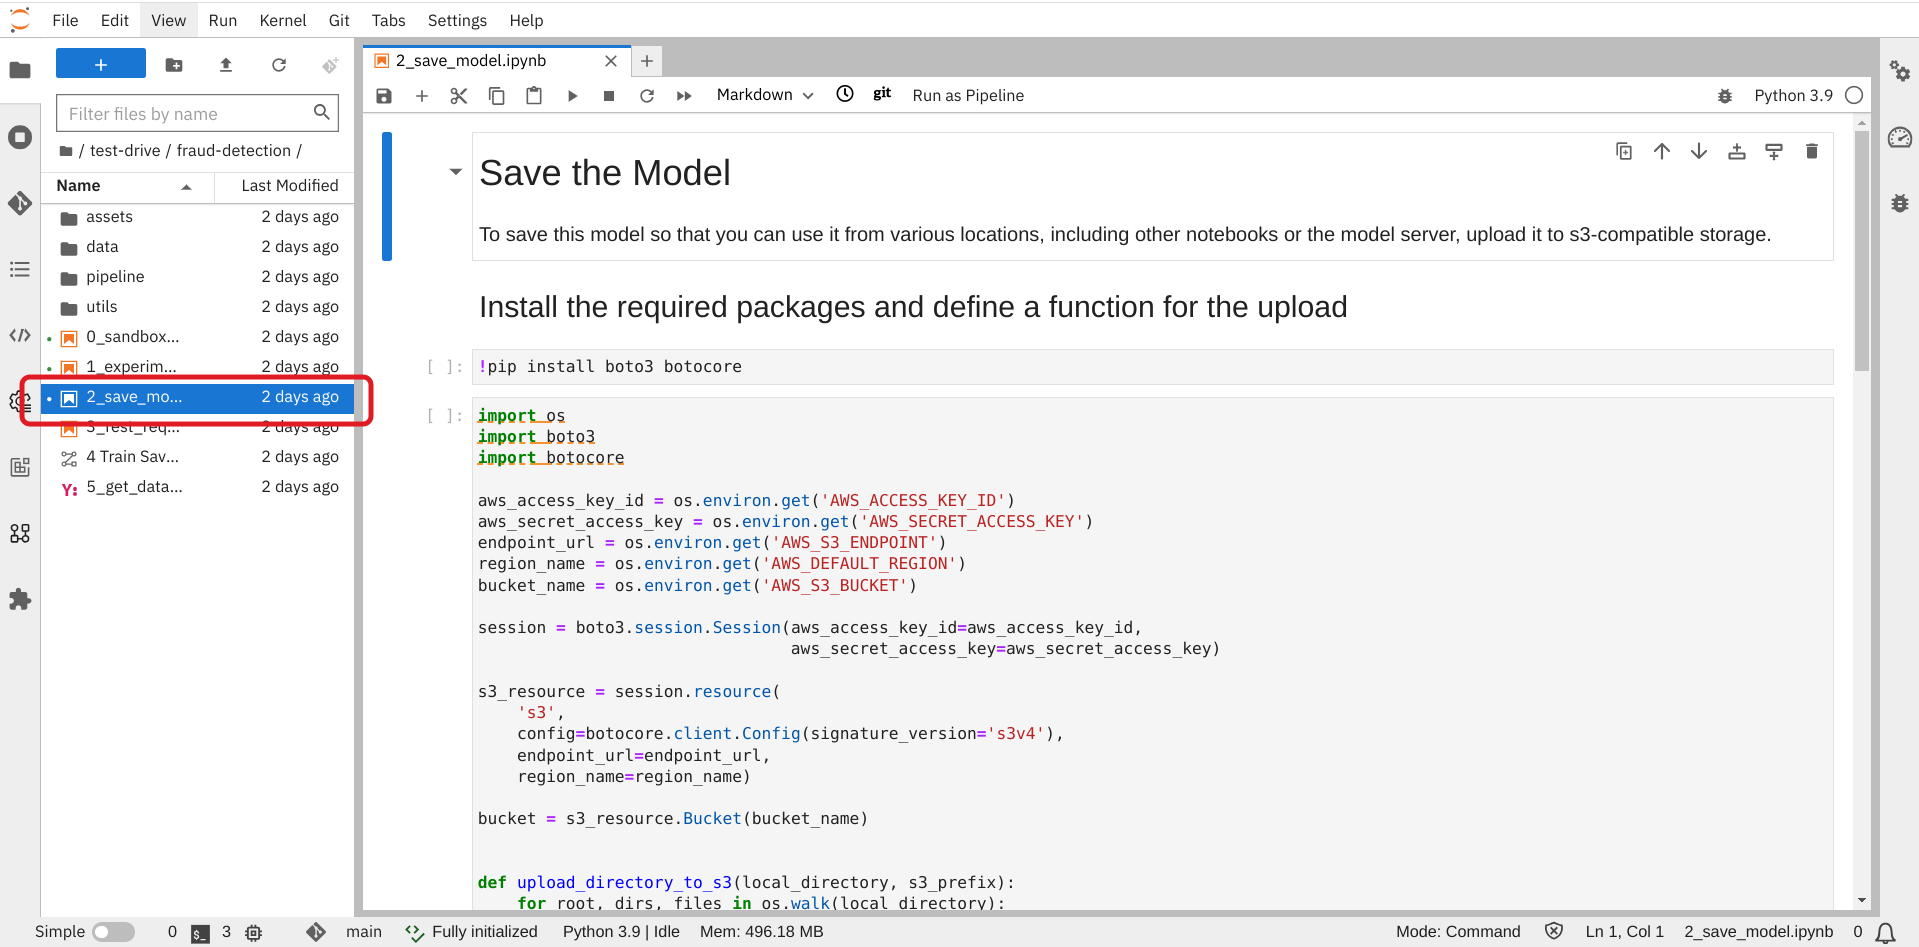 File Edit View Run Kernel Git Tabs Settings Help
+
Filter files by name
/ test-drive / fraud-detection /
Name Last Modified
assets 2 days ago
data 2 days ago
pipeline 2 days ago
utils 2 days ago
0_sandbox... 2 days ago
1_experim... 2 days ago
2_save_mo... 2 days ago
3_rest_req... 2 days ago
4 Train Sav... 2 days ago
Y: 5_get_data... 2 days ago
2_save_model.ipynb
Markdown git Run as Pipeline Python 3.9
Save the Model
To save this model so that you can use it from various locations, including other notebooks or the model server, upload it to s3-compatible storage.
Install the required packages and define a function for the upload
[ ]: !pip install boto3 botocore
[ ]: import os
import boto3
import botocore
aws_access_key_id = os.environ.get('AWS_ACCESS_KEY_ID')
aws_secret_access_key = os.environ.get('AWS_SECRET_ACCESS_KEY')
endpoint_url = os.environ.get('AWS_S3_ENDPOINT')
region_name = os.environ.get('AWS_DEFAULT_REGION')
bucket_name = os.environ.get('AWS_S3_BUCKET')
session = boto3.session.Session(aws_access_key_id=aws_access_key_id,
aws_secret_access_key=aws_secret_access_key)
s3_resource = session.resource(
's3',
config=botocore.client.Config(signature_version='s3v4'),
endpoint_url=endpoint_url,
region_name=region_name)
bucket = s3_resource.Bucket(bucket_name)
def upload_directory_to_s3(local_directory, s3_prefix):
for root, dirs, files in os.walk(local_directory):
Simple 0 $_ 3 main Fully initialized Python 3.9 | Idle Mem: 496.18 MB Mode: Command Ln 1, Col 1 2_save_model.ipynb 0